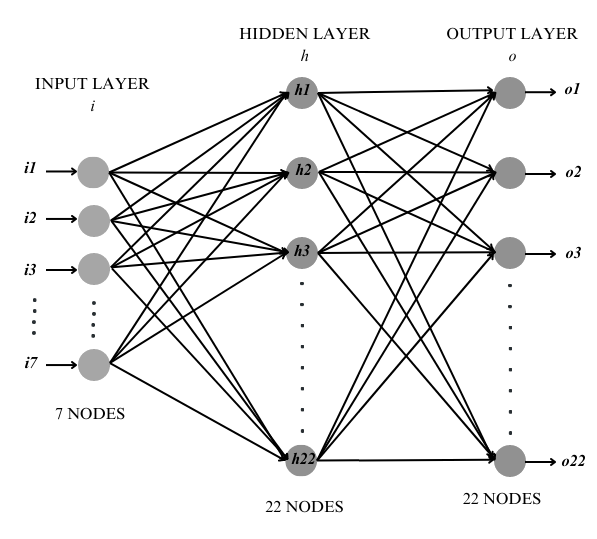 HIDDEN LAYER
h
OUTPUT LAYER
o
INPUT LAYER
i
h1
o1
i1
h2
o2
i2
h3
o3
i3
i7
7 NODES
h22
o22
22 NODES
22 NODES